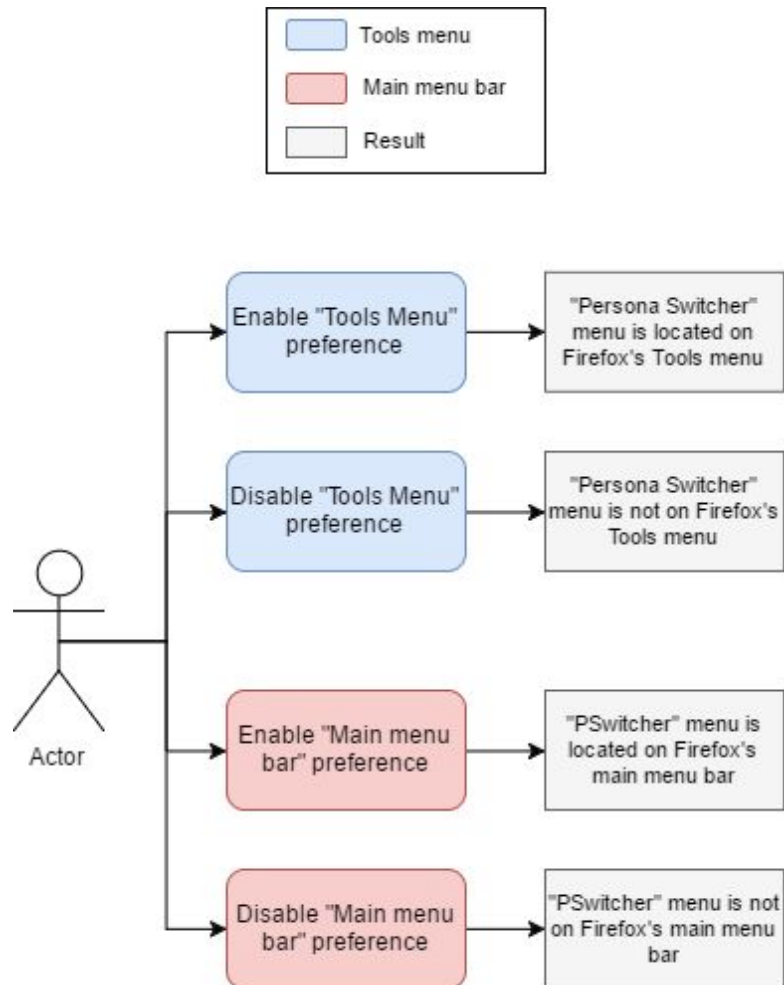 Tools menu
Main menu bar
Result
Enable "Tools Menu"
preference
"Persona Switcher"
menu is located on
Firefox's Tools menu
Disable "Tools Menu"
preference
"Persona Switcher"
menu is not on Firefox's
Tools menu
Actor
Enable "Main menu
bar" preference
"PSwitcher" menu is
located on Firefox's
main menu bar
Disable "Main menu
bar" preference
"PSwitcher" menu is not
on Firefox's main menu
bar